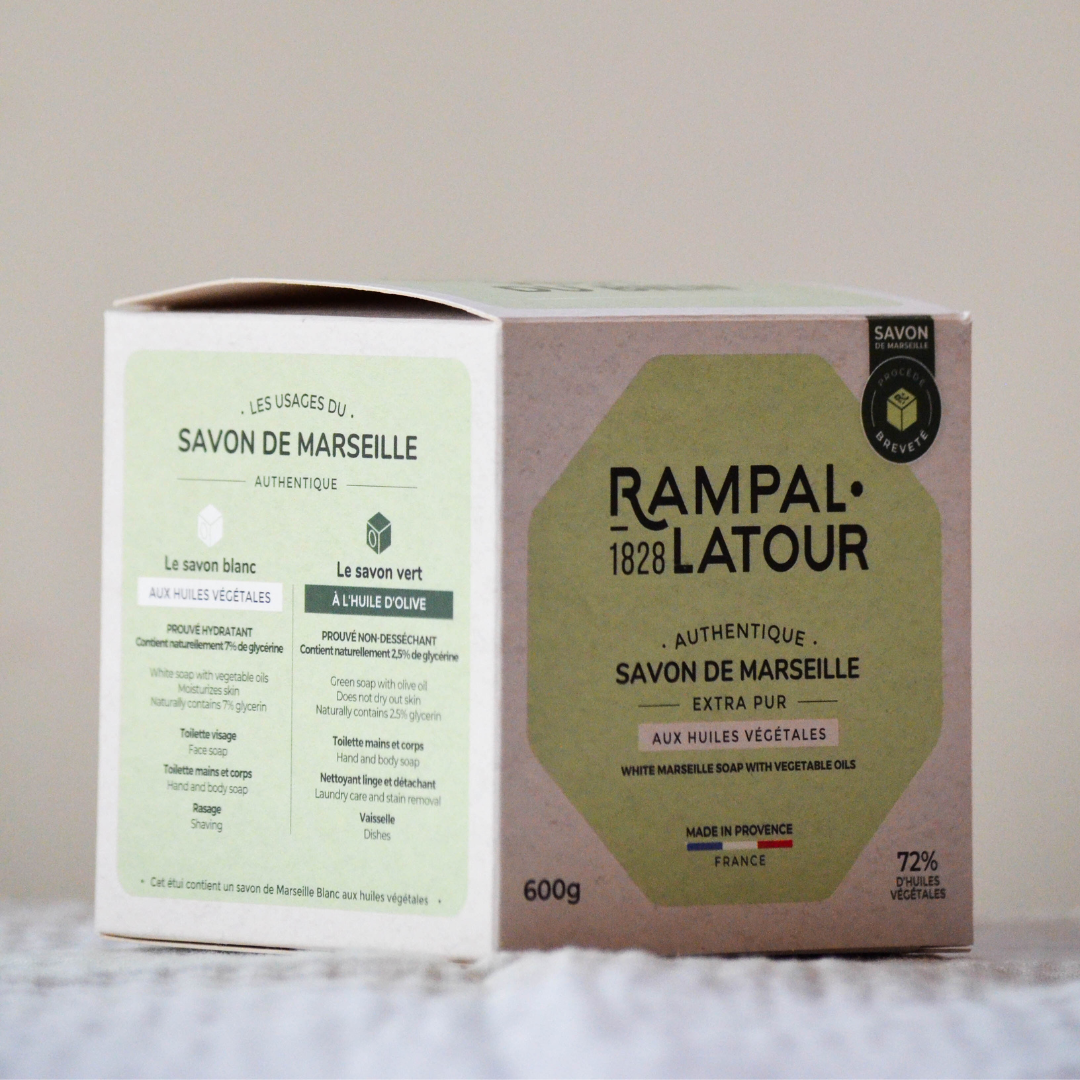 . LES USAGES DU .
SAVON DE MARSEILLE
AUTHENTIQUE
Le savon blanc
AUX HUILES VÉGÉTALES
PROUVÉ HYDRATANT
Contient naturellement 7% de glycérine
White soap with vegetable oils
Moisturizes skin
Naturally contains 7% glycerin
Toilette visage
Face soap
Toilette mains et corps
Hand and body soap
Rasage
Shaving
Le savon vert
À L'HUILE D'OLIVE
PROUVÉ NON-DESSÉCHANT
Contient naturellement 2,5% de glycérine
Green soap with olive oil
Does not dry out skin
Naturally contains 2.5% glycerin
Toilette mains et corps
Hand and body soap
Nettoyant linge et détachant
Laundry care and stain removal
Vaisselle
Dishes
• Cet étui contient un savon de Marseille Blanc aux huiles végétales •
SAVON
DE MARSEILLE
PROCÉDÉ
BREVETÉ
RAMPAL•
1828 LATOUR
. AUTHENTIQUE .
SAVON DE MARSEILLE
EXTRA PUR
AUX HUILES VÉGÉTALES
WHITE MARSEILLE SOAP WITH VEGETABLE OILS
MADE IN PROVENCE
FRANCE
600g
72%
D'HUILES
VÉGÉTALES